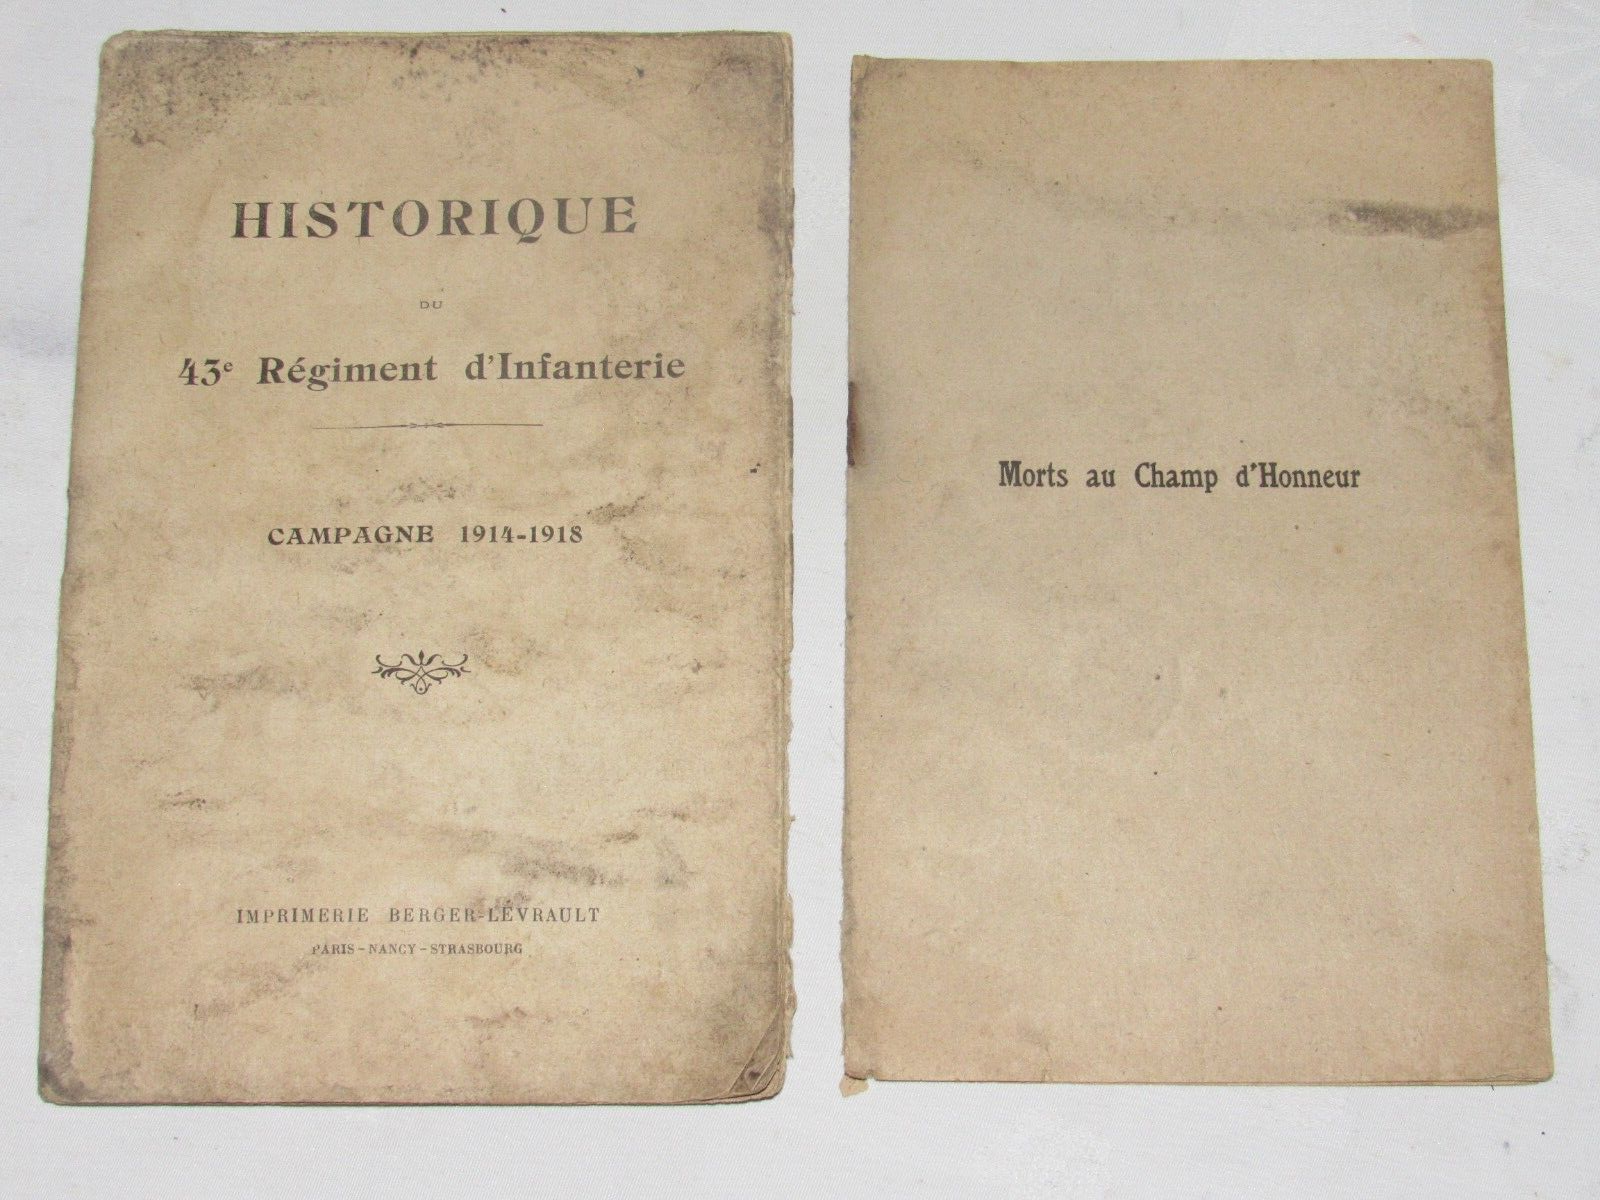 HISTORIQUE
DU
43e Régiment d'Infanterie
CAMPAGNE 1914-1918
IMPRIMERIE BERGER-LEVRAULT
PARIS-NANCY-STRASBOURG
Morts au Champ d'Honneur